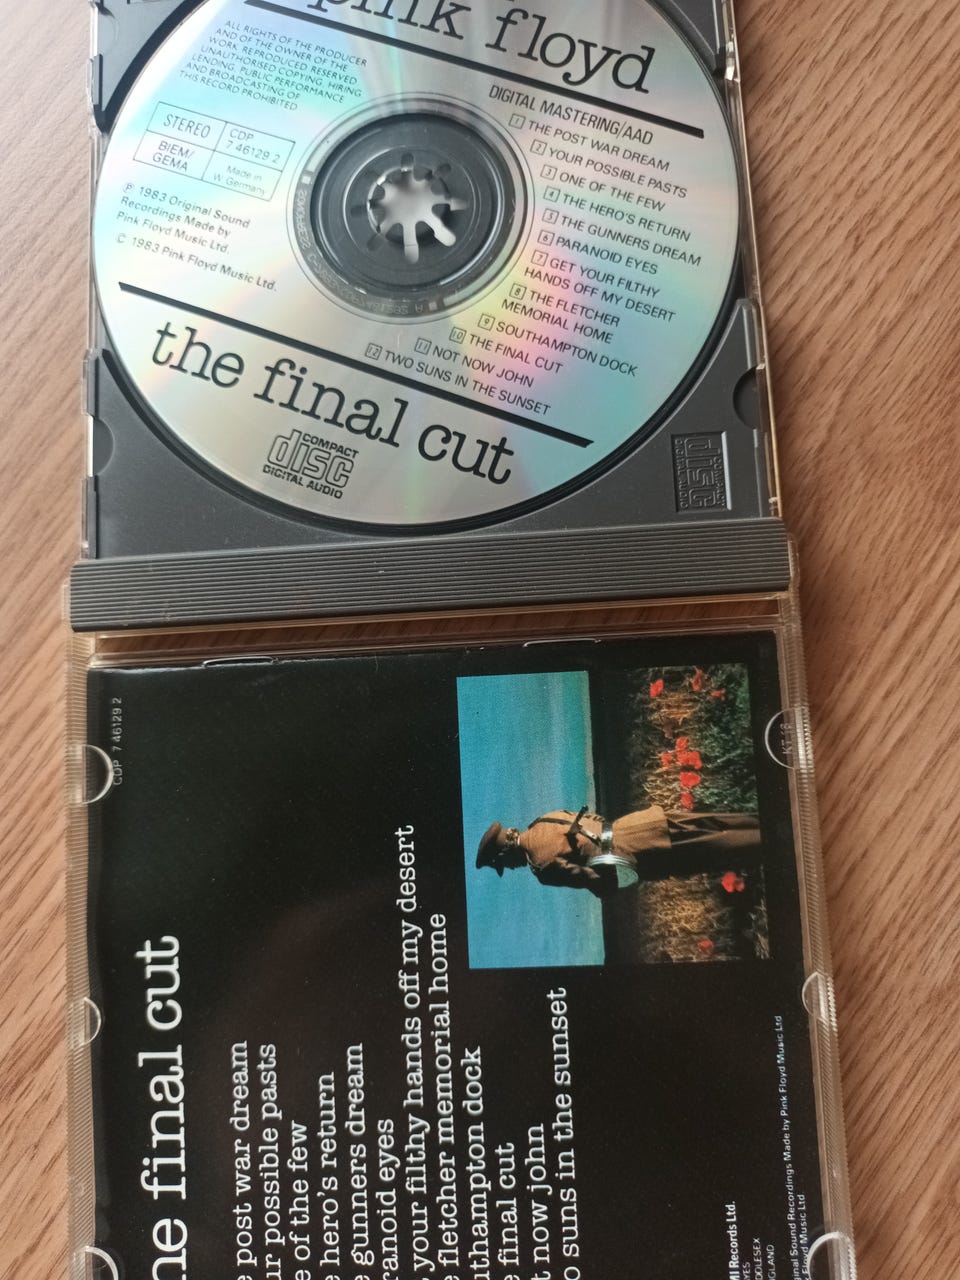 pink floyd
DIGITAL MASTERING/AAD
ALL RIGHTS OF THE PRODUCER
AND OF THE OWNER OF THE
WORK REPRODUCED RESERVED
UNAUTHORISED COPYING, HIRING
LENDING, PUBLIC PERFORMANCE
AND BROADCASTING OF
THIS RECORD PROHIBITED
STEREO
CDP
7 46129 2
BIEM/
GEMA
Made in
W. Germany
℗ 1983 Original Sound
Recordings Made by
Pink Floyd Music Ltd.
© 1983 Pink Floyd Music Ltd.
1 THE POST WAR DREAM
2 YOUR POSSIBLE PASTS
3 ONE OF THE FEW
4 THE HERO'S RETURN
5 THE GUNNERS DREAM
6 PARANOID EYES
7 GET YOUR FILTHY
HANDS OFF MY DESERT
8 THE FLETCHER
MEMORIAL HOME
9 SOUTHAMPTON DOCK
10 THE FINAL CUT
11 NOT NOW JOHN
12 TWO SUNS IN THE SUNSET
the final cut
COMPACT
disc
DIGITAL AUDIO
COMPACT
disc
DIGITAL AUDIO
CDP 7 46129 2
he final cut
e post war dream
ur possible pasts
e of the few
e hero's return
e gunners dream
ranoid eyes
your filthy hands off my desert
e fletcher memorial home
uthampton dock
e final cut
t now john
o suns in the sunset
MI Records Ltd.
YES
DDLESEX
GLAND
inal Sound Recordings Made by Pink Floyd Music Ltd
Floyd Music Ltd.